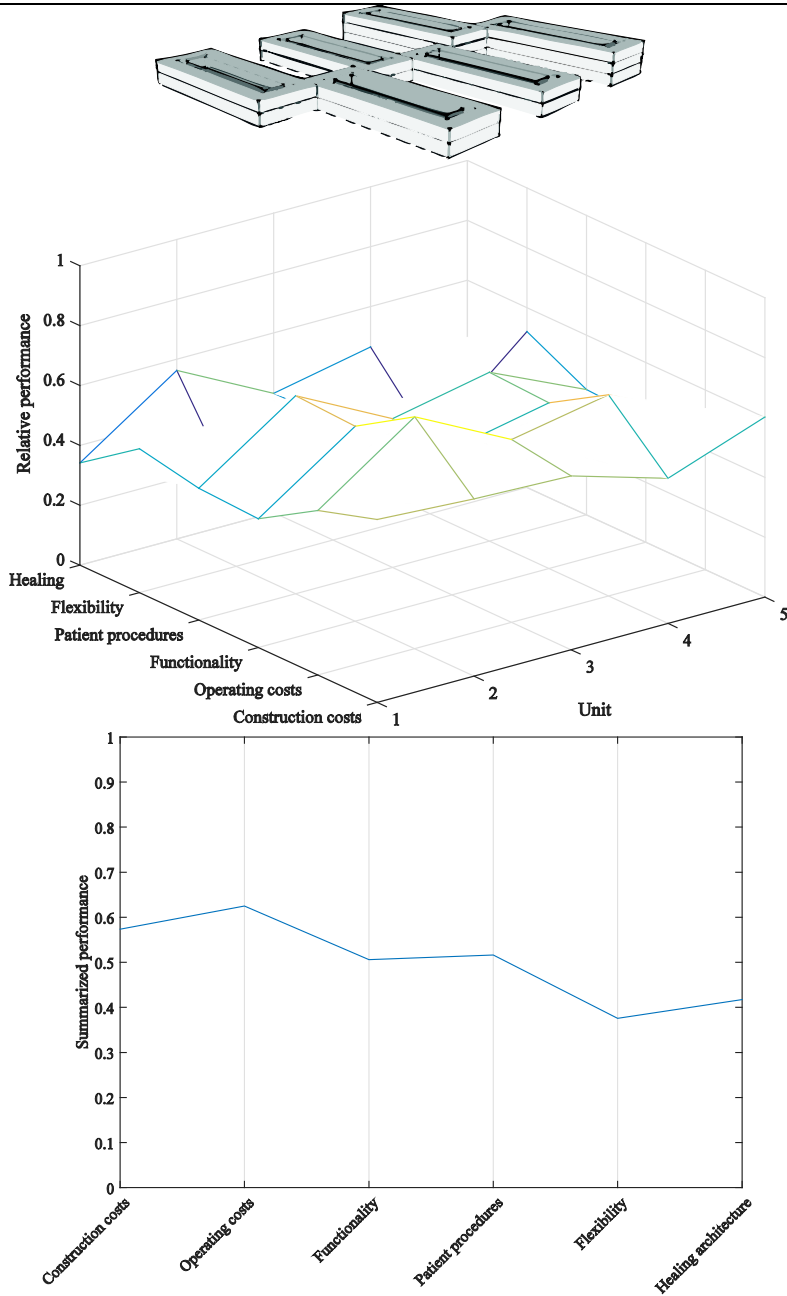 1
0.8
0.6
0.4
0.2
0
Relative performance
Healing
Flexibility
Patient procedures
Functionality
Operating costs
Construction costs
1
2
3
4
5
Unit
1
0.9
0.8
0.7
0.6
0.5
0.4
0.3
0.2
0.1
0
Summarized performance
Construction costs
Operating costs
Functionality
Patient procedures
Flexibility
Healing architecture